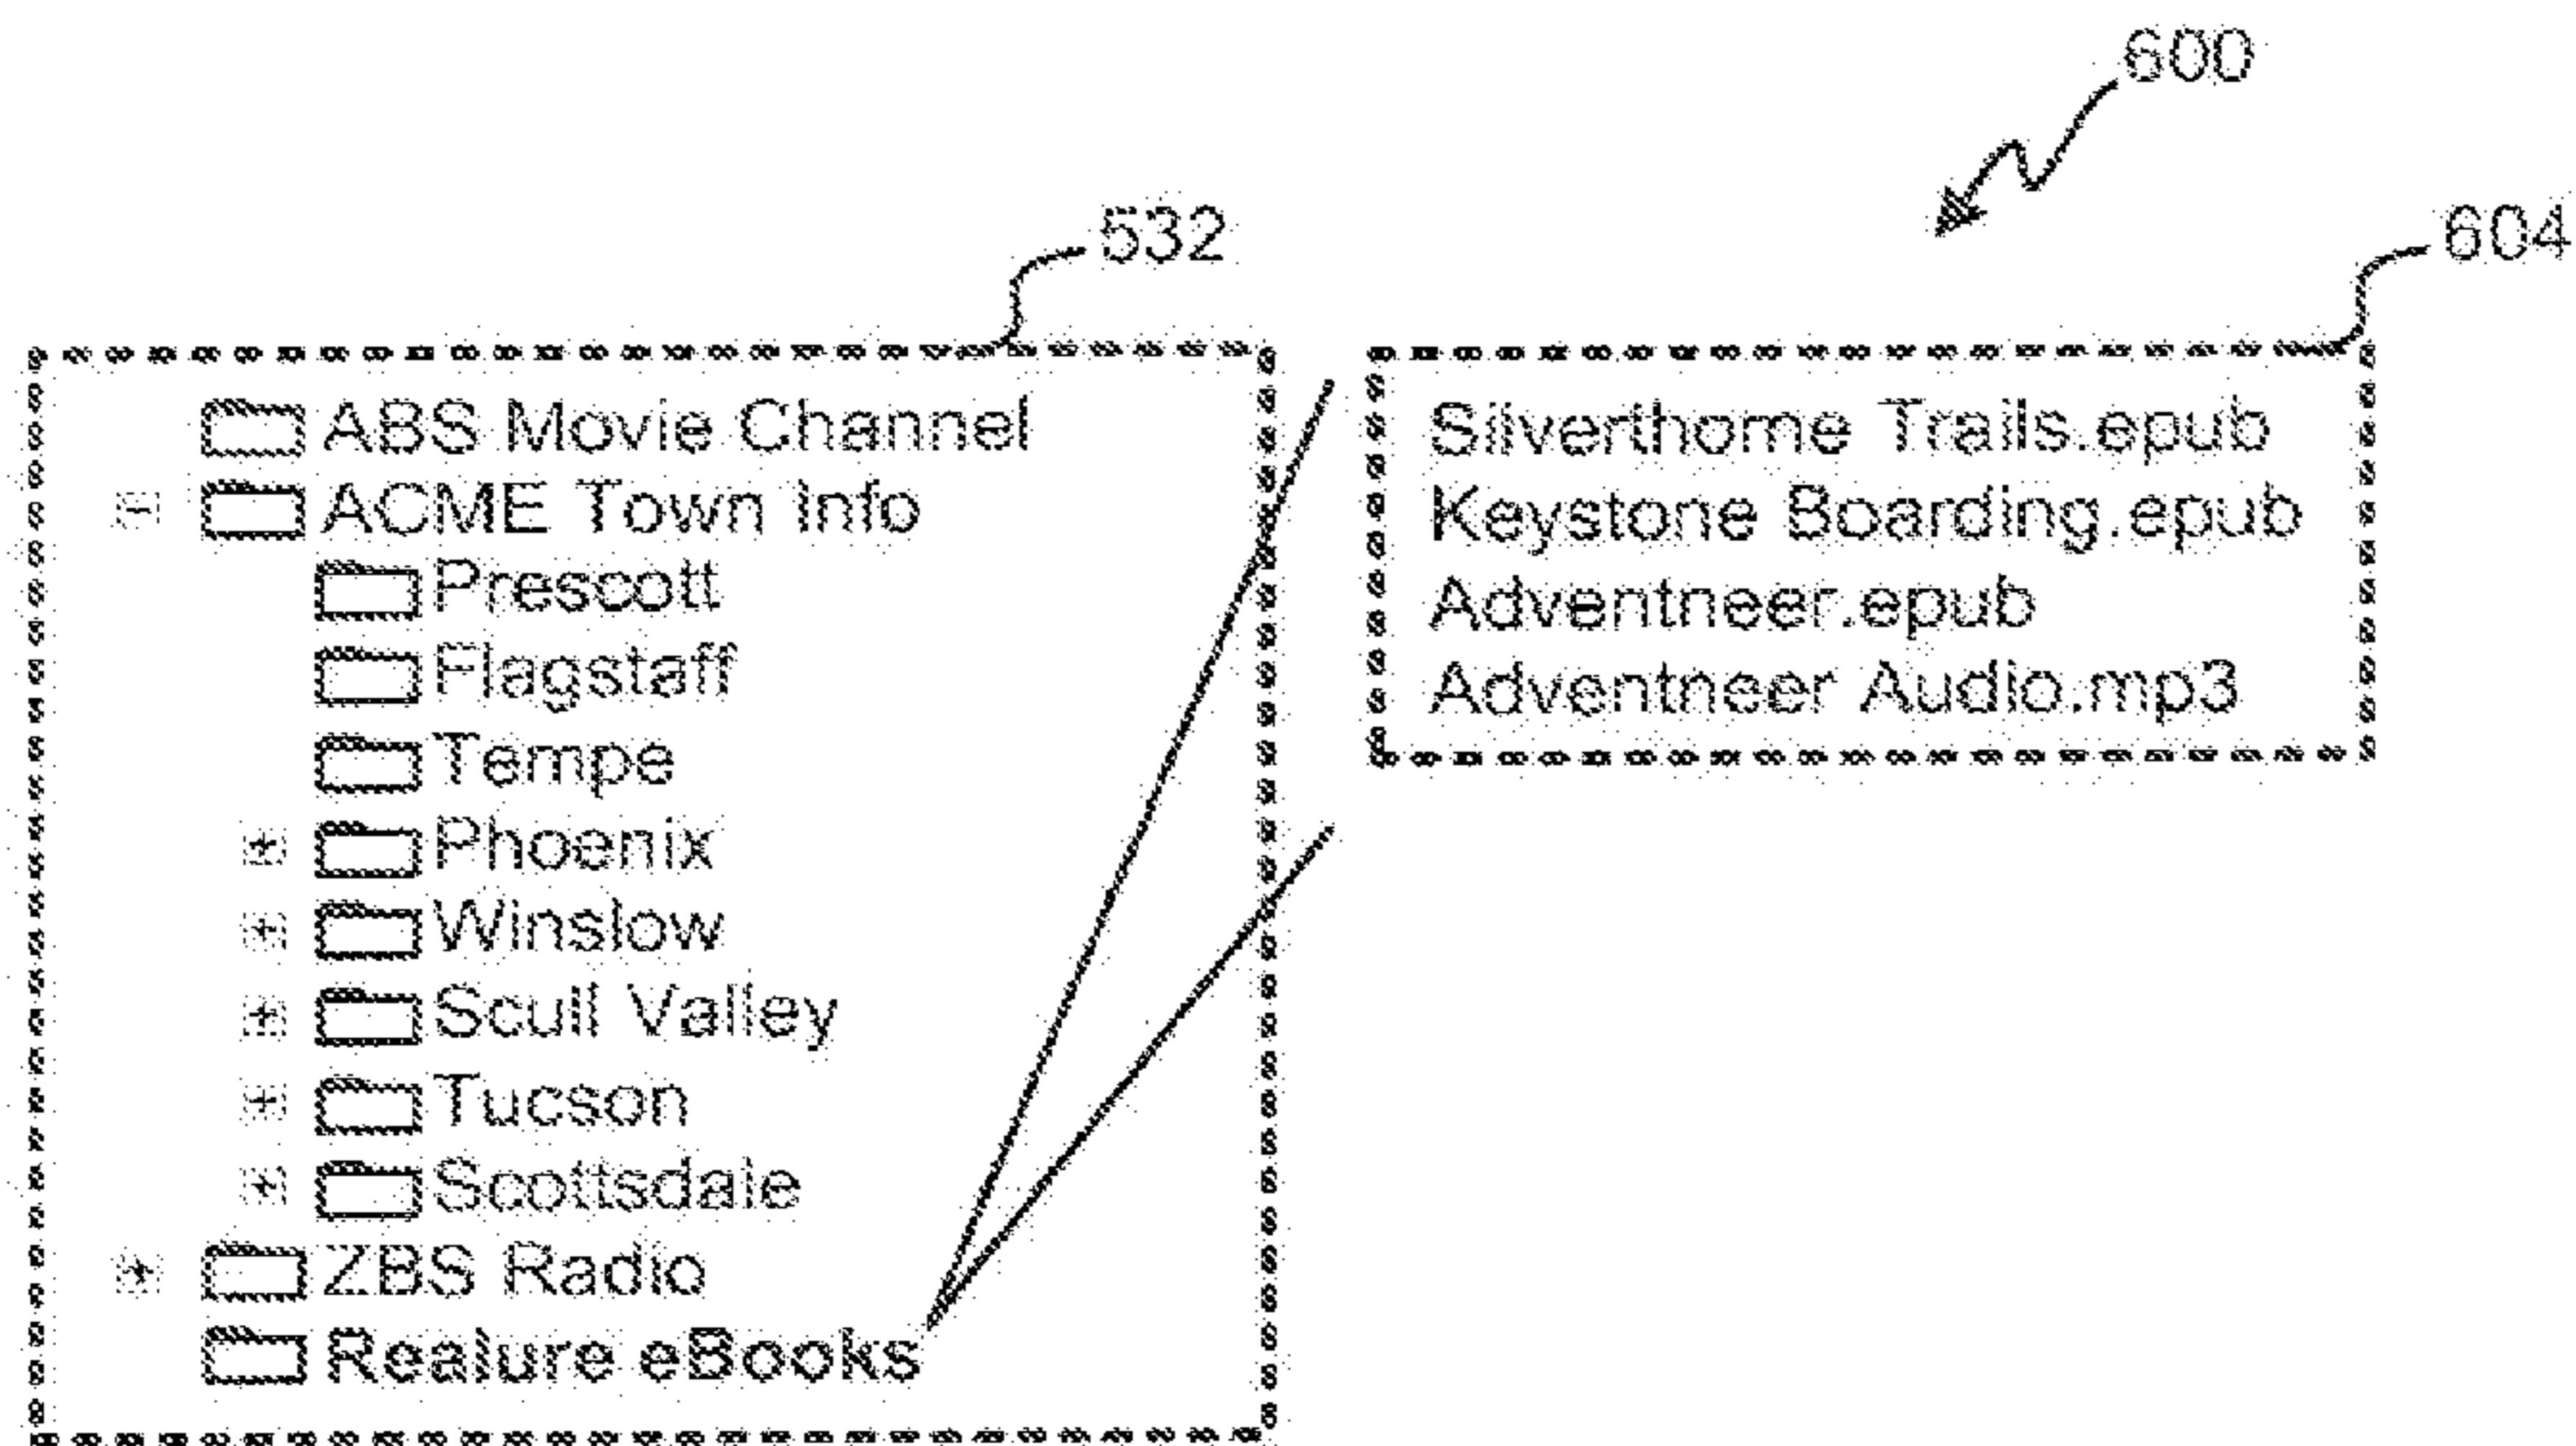 600
532
604
ABS Movie Channel
ACME Town Info
Prescott
Flagstaff
Tempe
Phoenix
Winslow
Scull Valley
Tucson
Scottsdale
ZBS Radio
Realure eBooks
Silverthorne Trails.epub
Keystone Boarding.epub
Adventneer.epub
Adventneer Audio.mp3